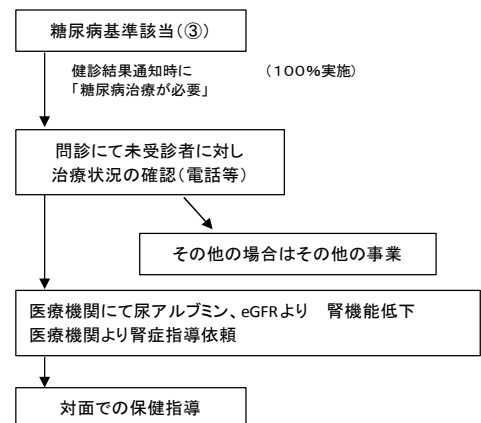 糖尿病基準該当(③)
健診結果通知時に　　　　(100%実施)
「糖尿病治療が必要」
問診にて未受診者に対し
治療状況の確認(電話等)
その他の場合はその他の事業
医療機関にて尿アルブミン、eGFRより　腎機能低下
医療機関より腎症指導依頼
対面での保健指導